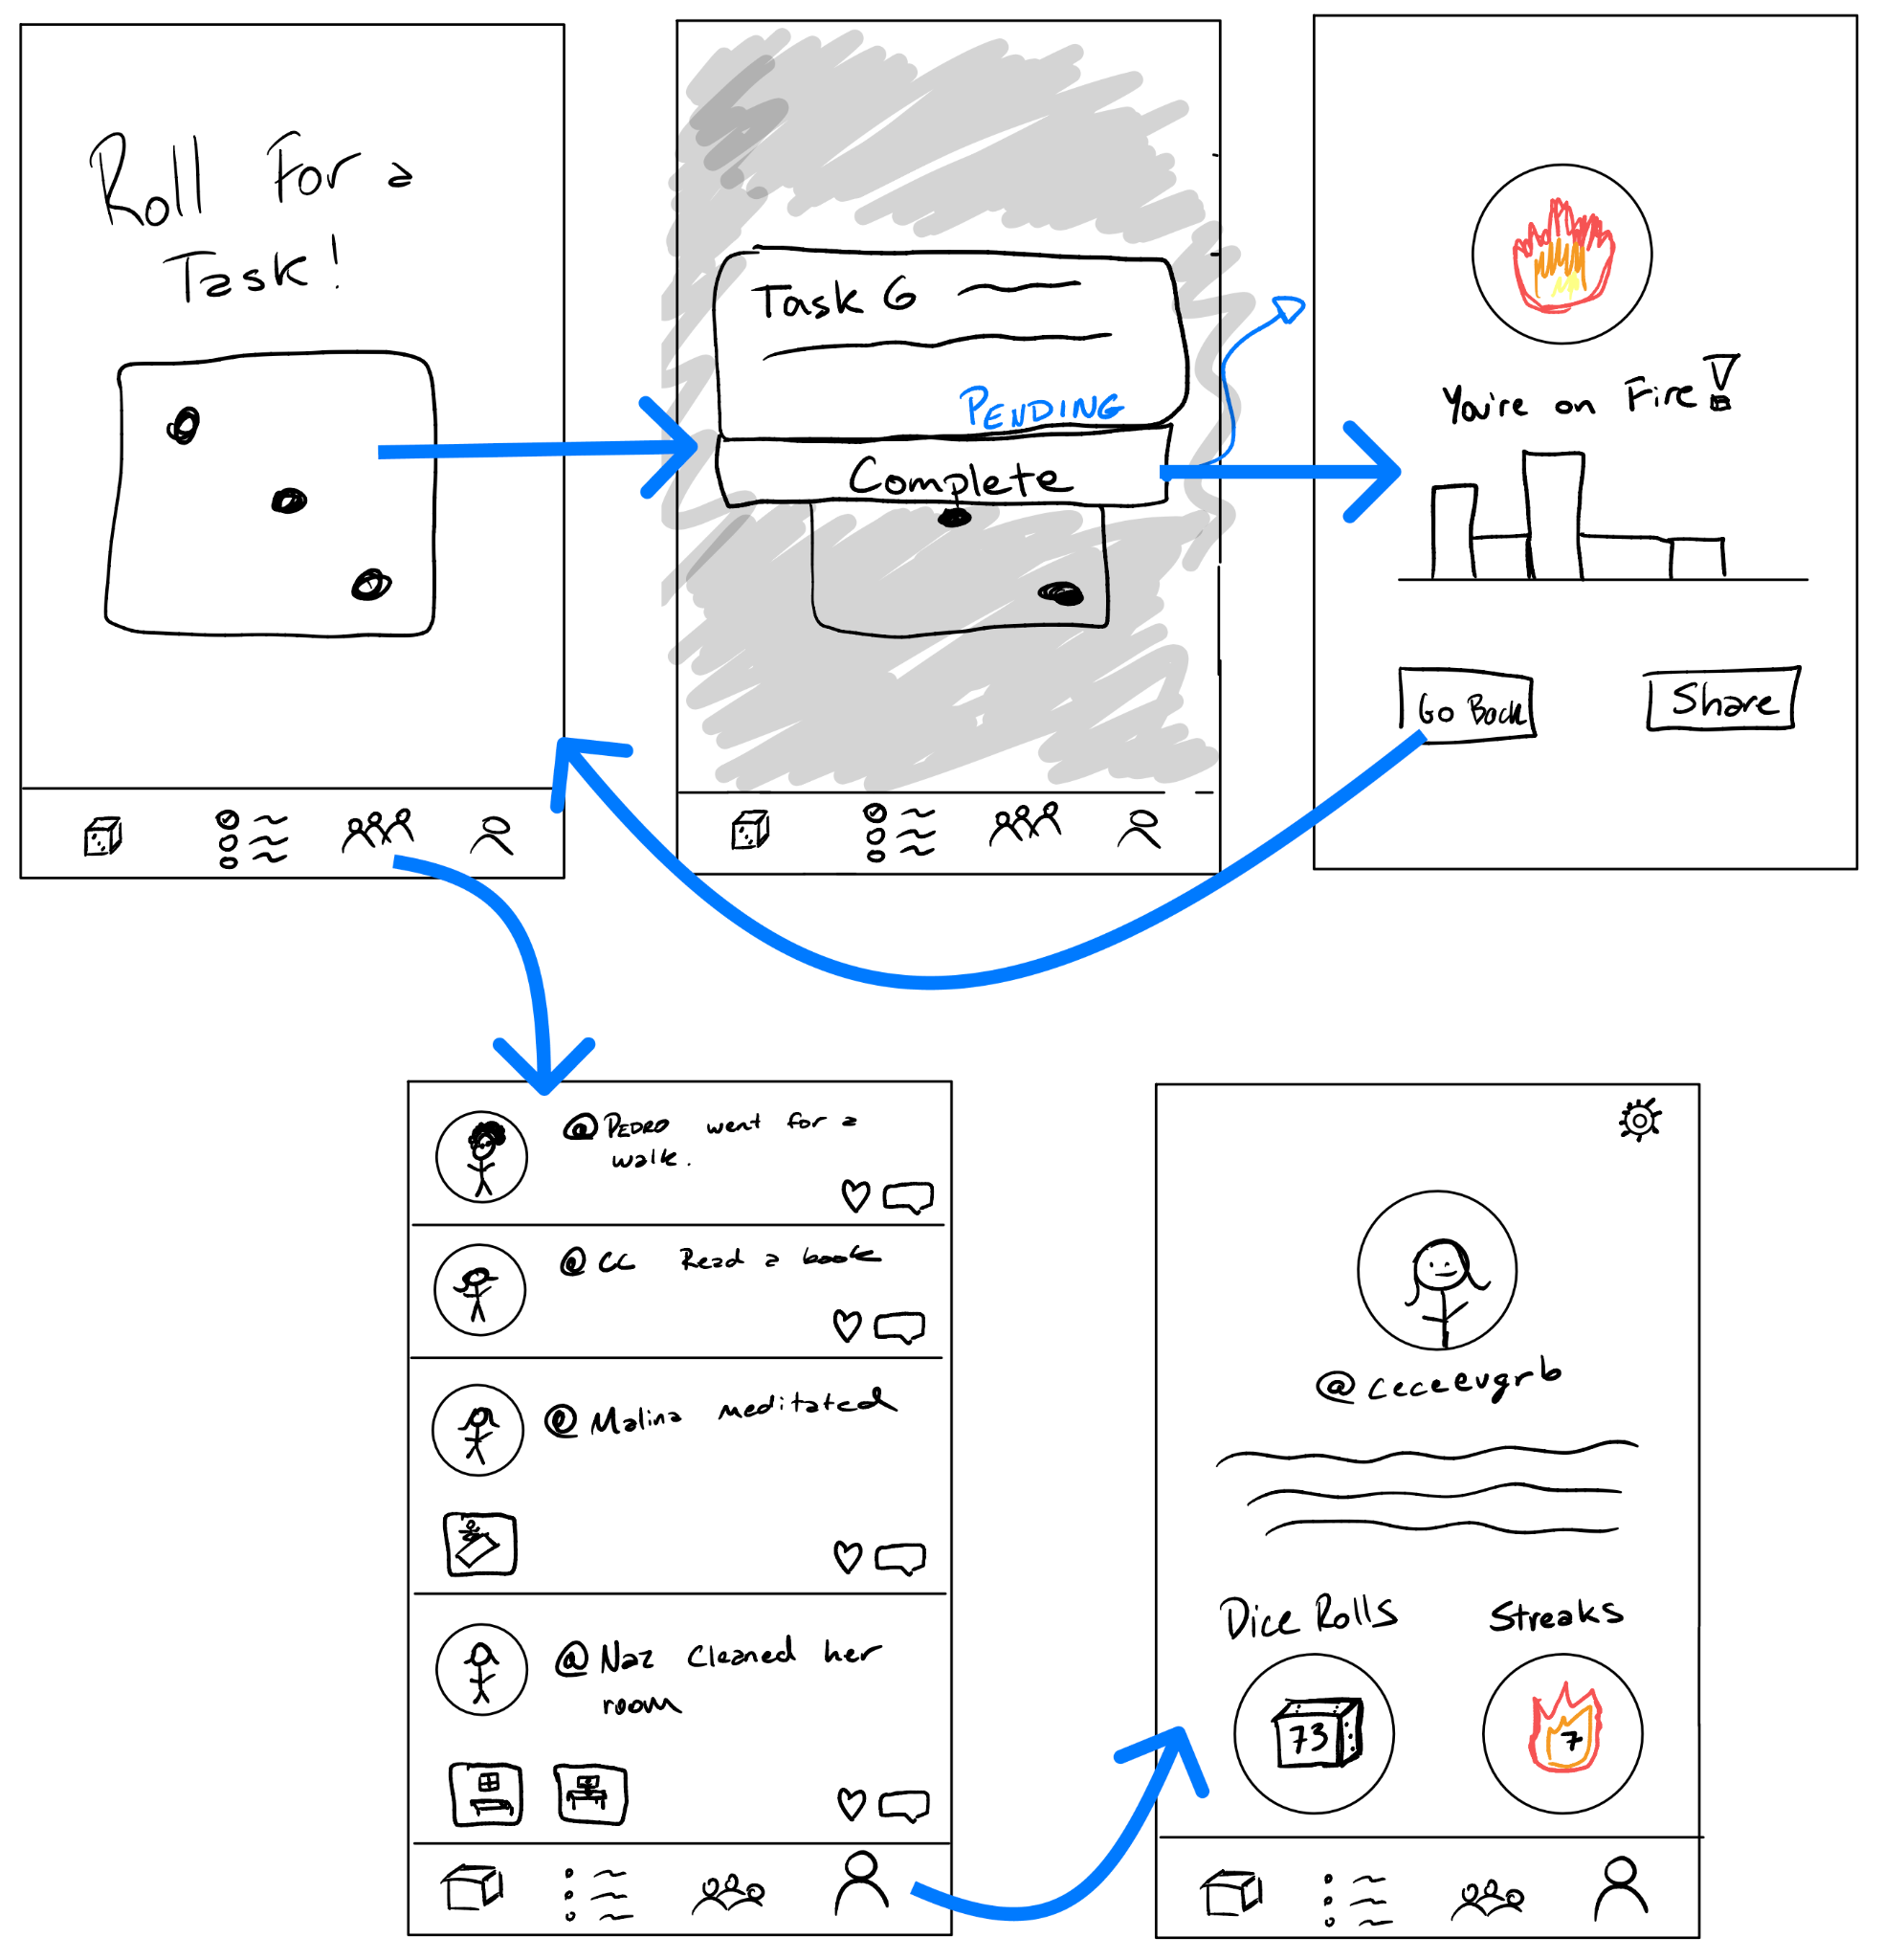 Roll For a
Task!
Task 6
PENDING
Complete
You're on Fire!
Go Back
Share
@PEDRO went for a
walk.
@CC Read a book
@Malina meditated
@Naz Cleaned her
room
@ceceevgrb
Dice Rolls
Streaks
73
7